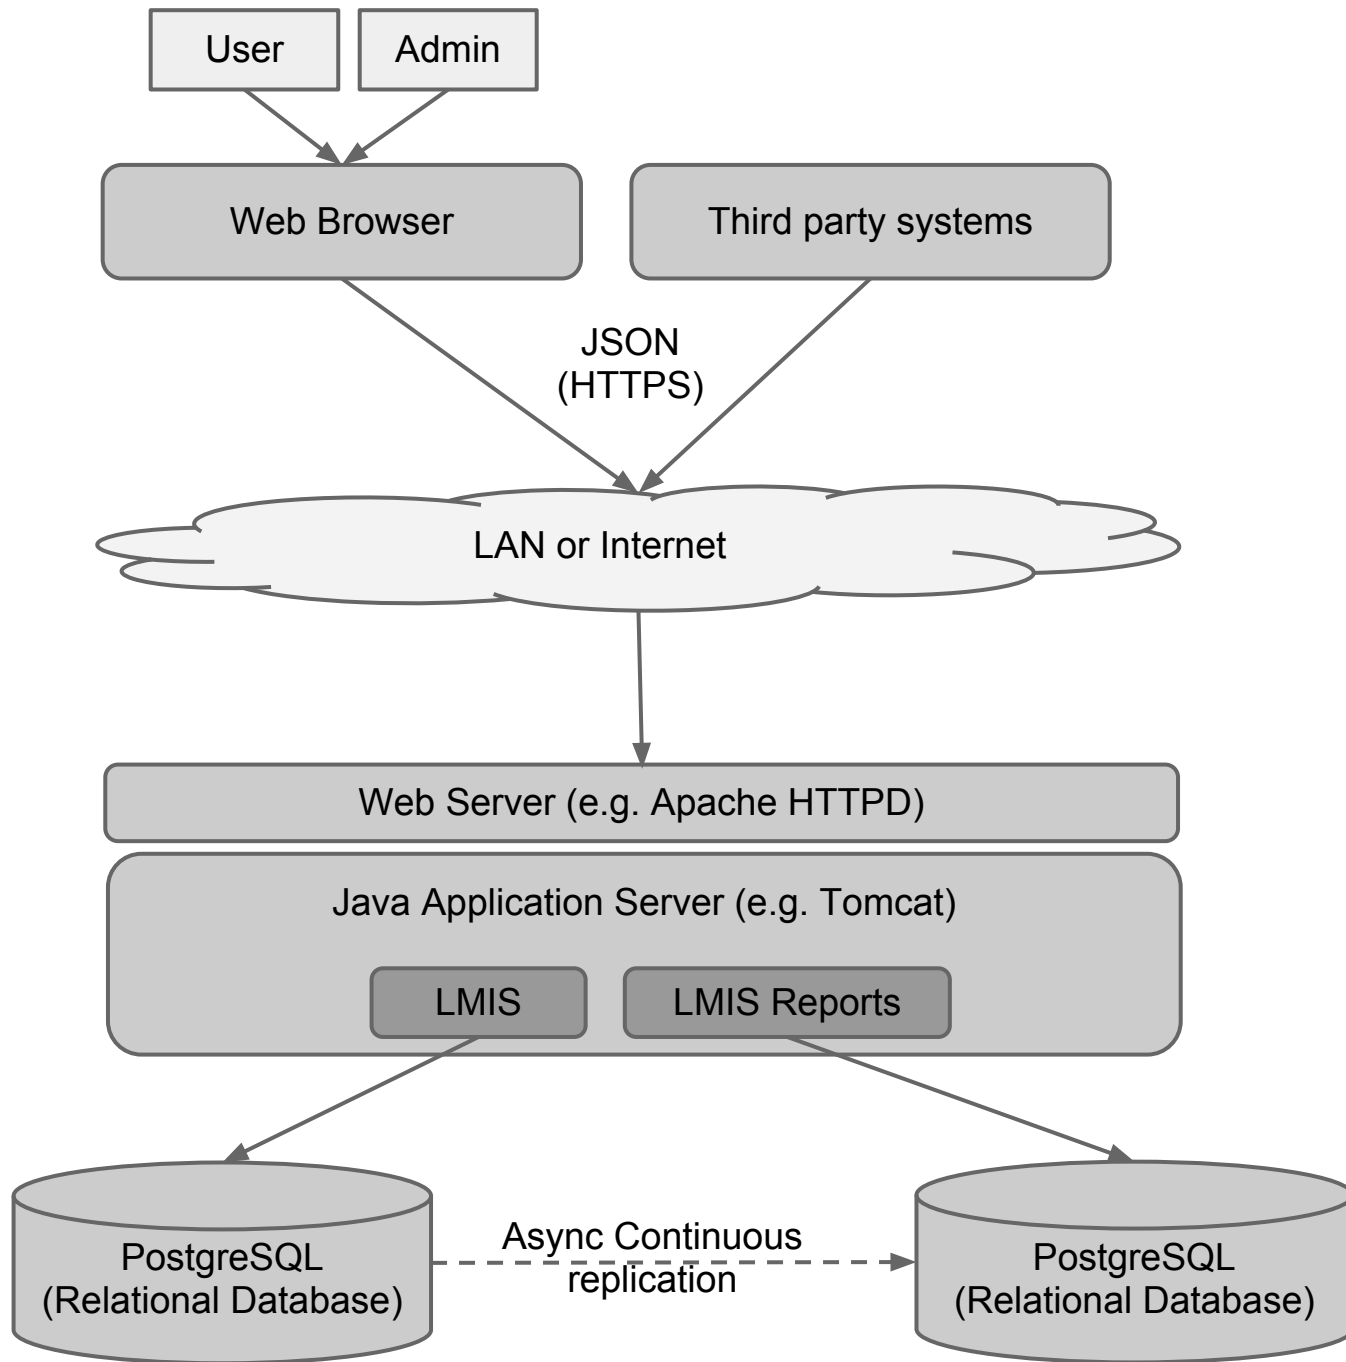 User
Admin
Web Browser
Third party systems
JSON
(HTTPS)
LAN or Internet
Web Server (e.g. Apache HTTPD)
Java Application Server (e.g. Tomcat)
LMIS
LMIS Reports
PostgreSQL
(Relational Database)
Async Continuous
replication
PostgreSQL
(Relational Database)